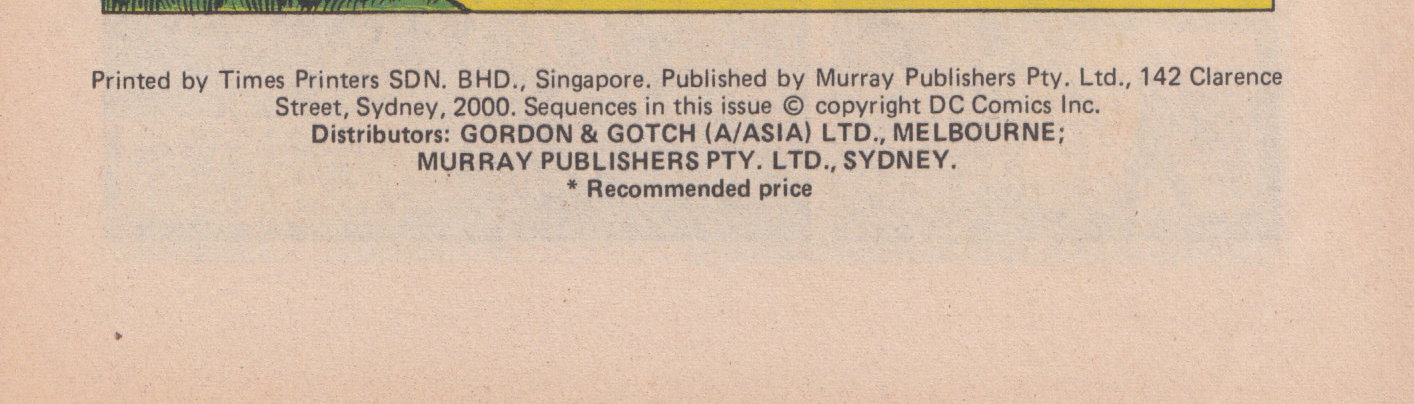 Printed by Times Printers SDN. BHD., Singapore. Published by Murray Publishers Pty. Ltd., 142 Clarence
Street, Sydney, 2000. Sequences in this issue © copyright DC Comics Inc.
Distributors: GORDON & GOTCH (A/ASIA) LTD., MELBOURNE;
MURRAY PUBLISHERS PTY. LTD., SYDNEY.
* Recommended price